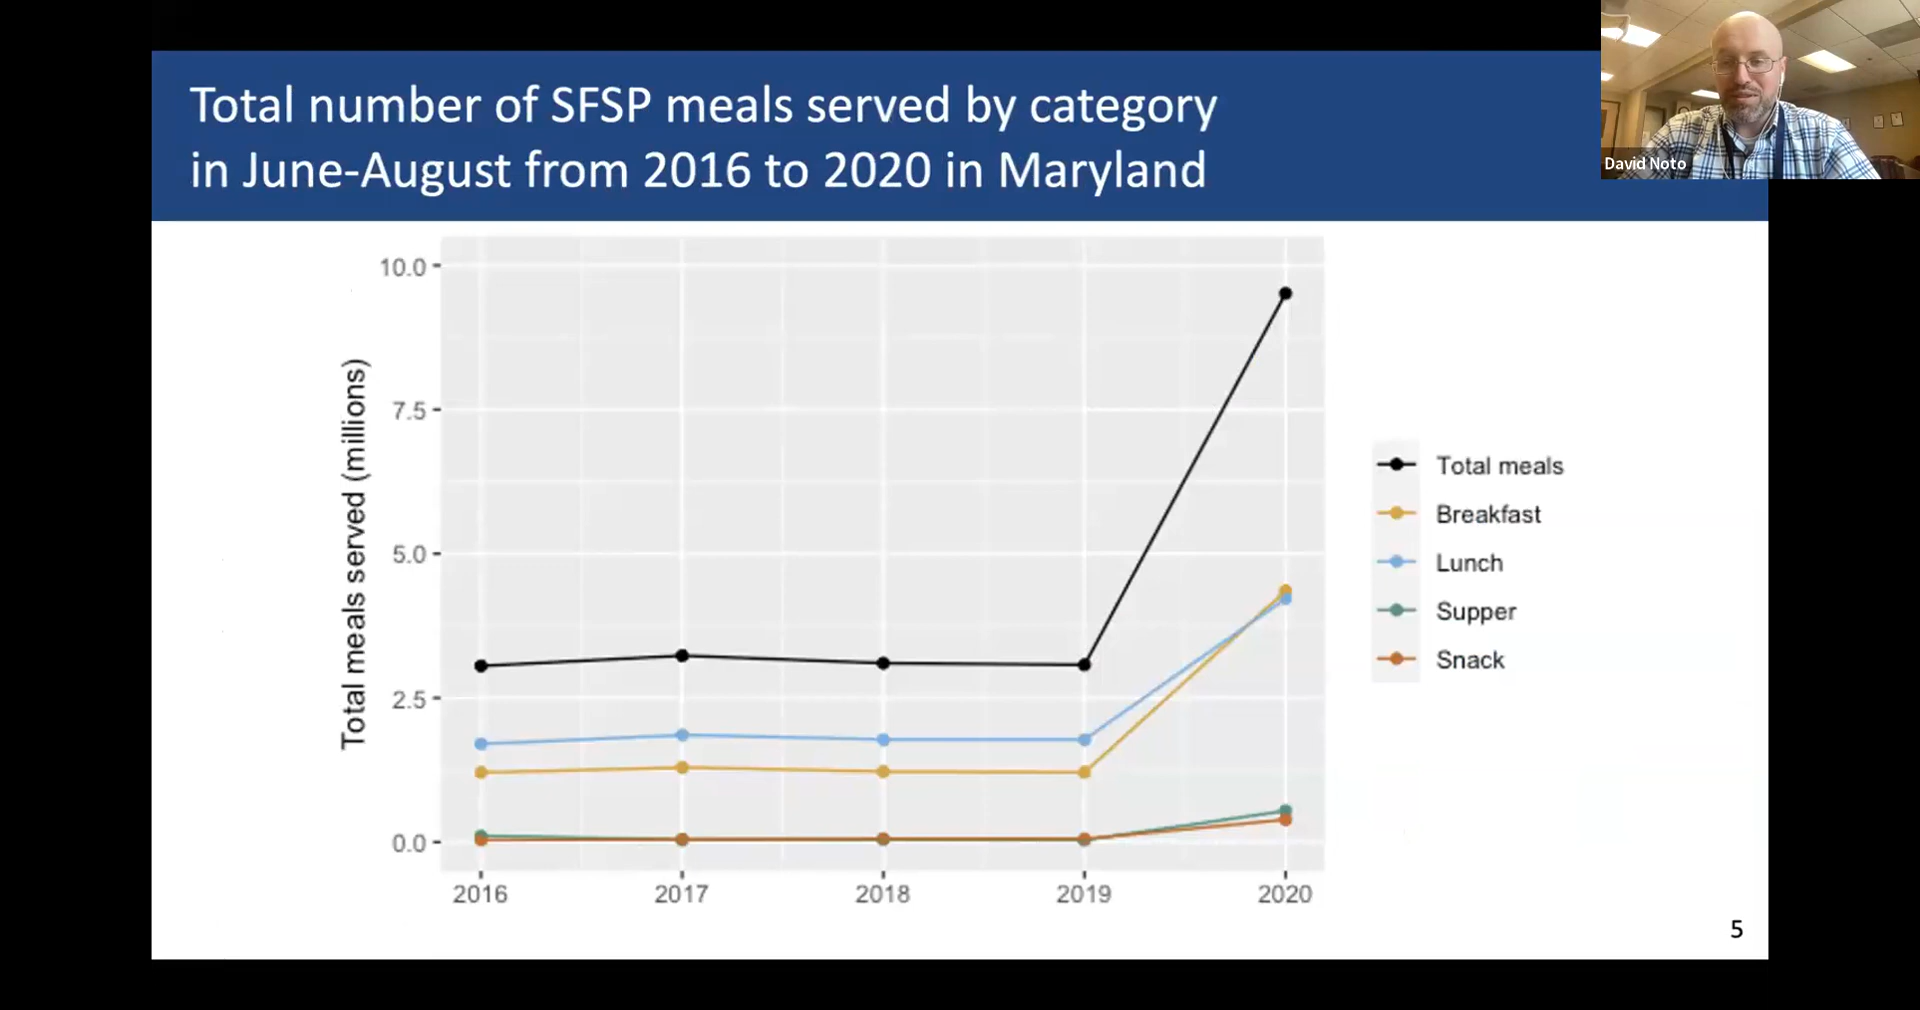 Total number of SFSP meals served by category
in June-August from 2016 to 2020 in Maryland
David Noto
Total meals served (millions)
10.0
7.5
5.0
2.5
0.0
2016
2017
2018
2019
2020
Total meals
Breakfast
Lunch
Supper
Snack
5